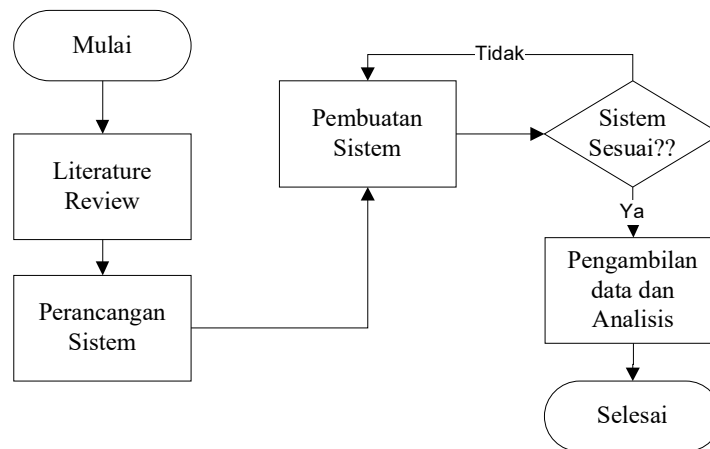 Mulai
Literature
Review
Perancangan
Sistem
Pembuatan
Sistem
Tidak
Sistem
Sesuai??
Ya
Pengambilan
data dan
Analisis
Selesai